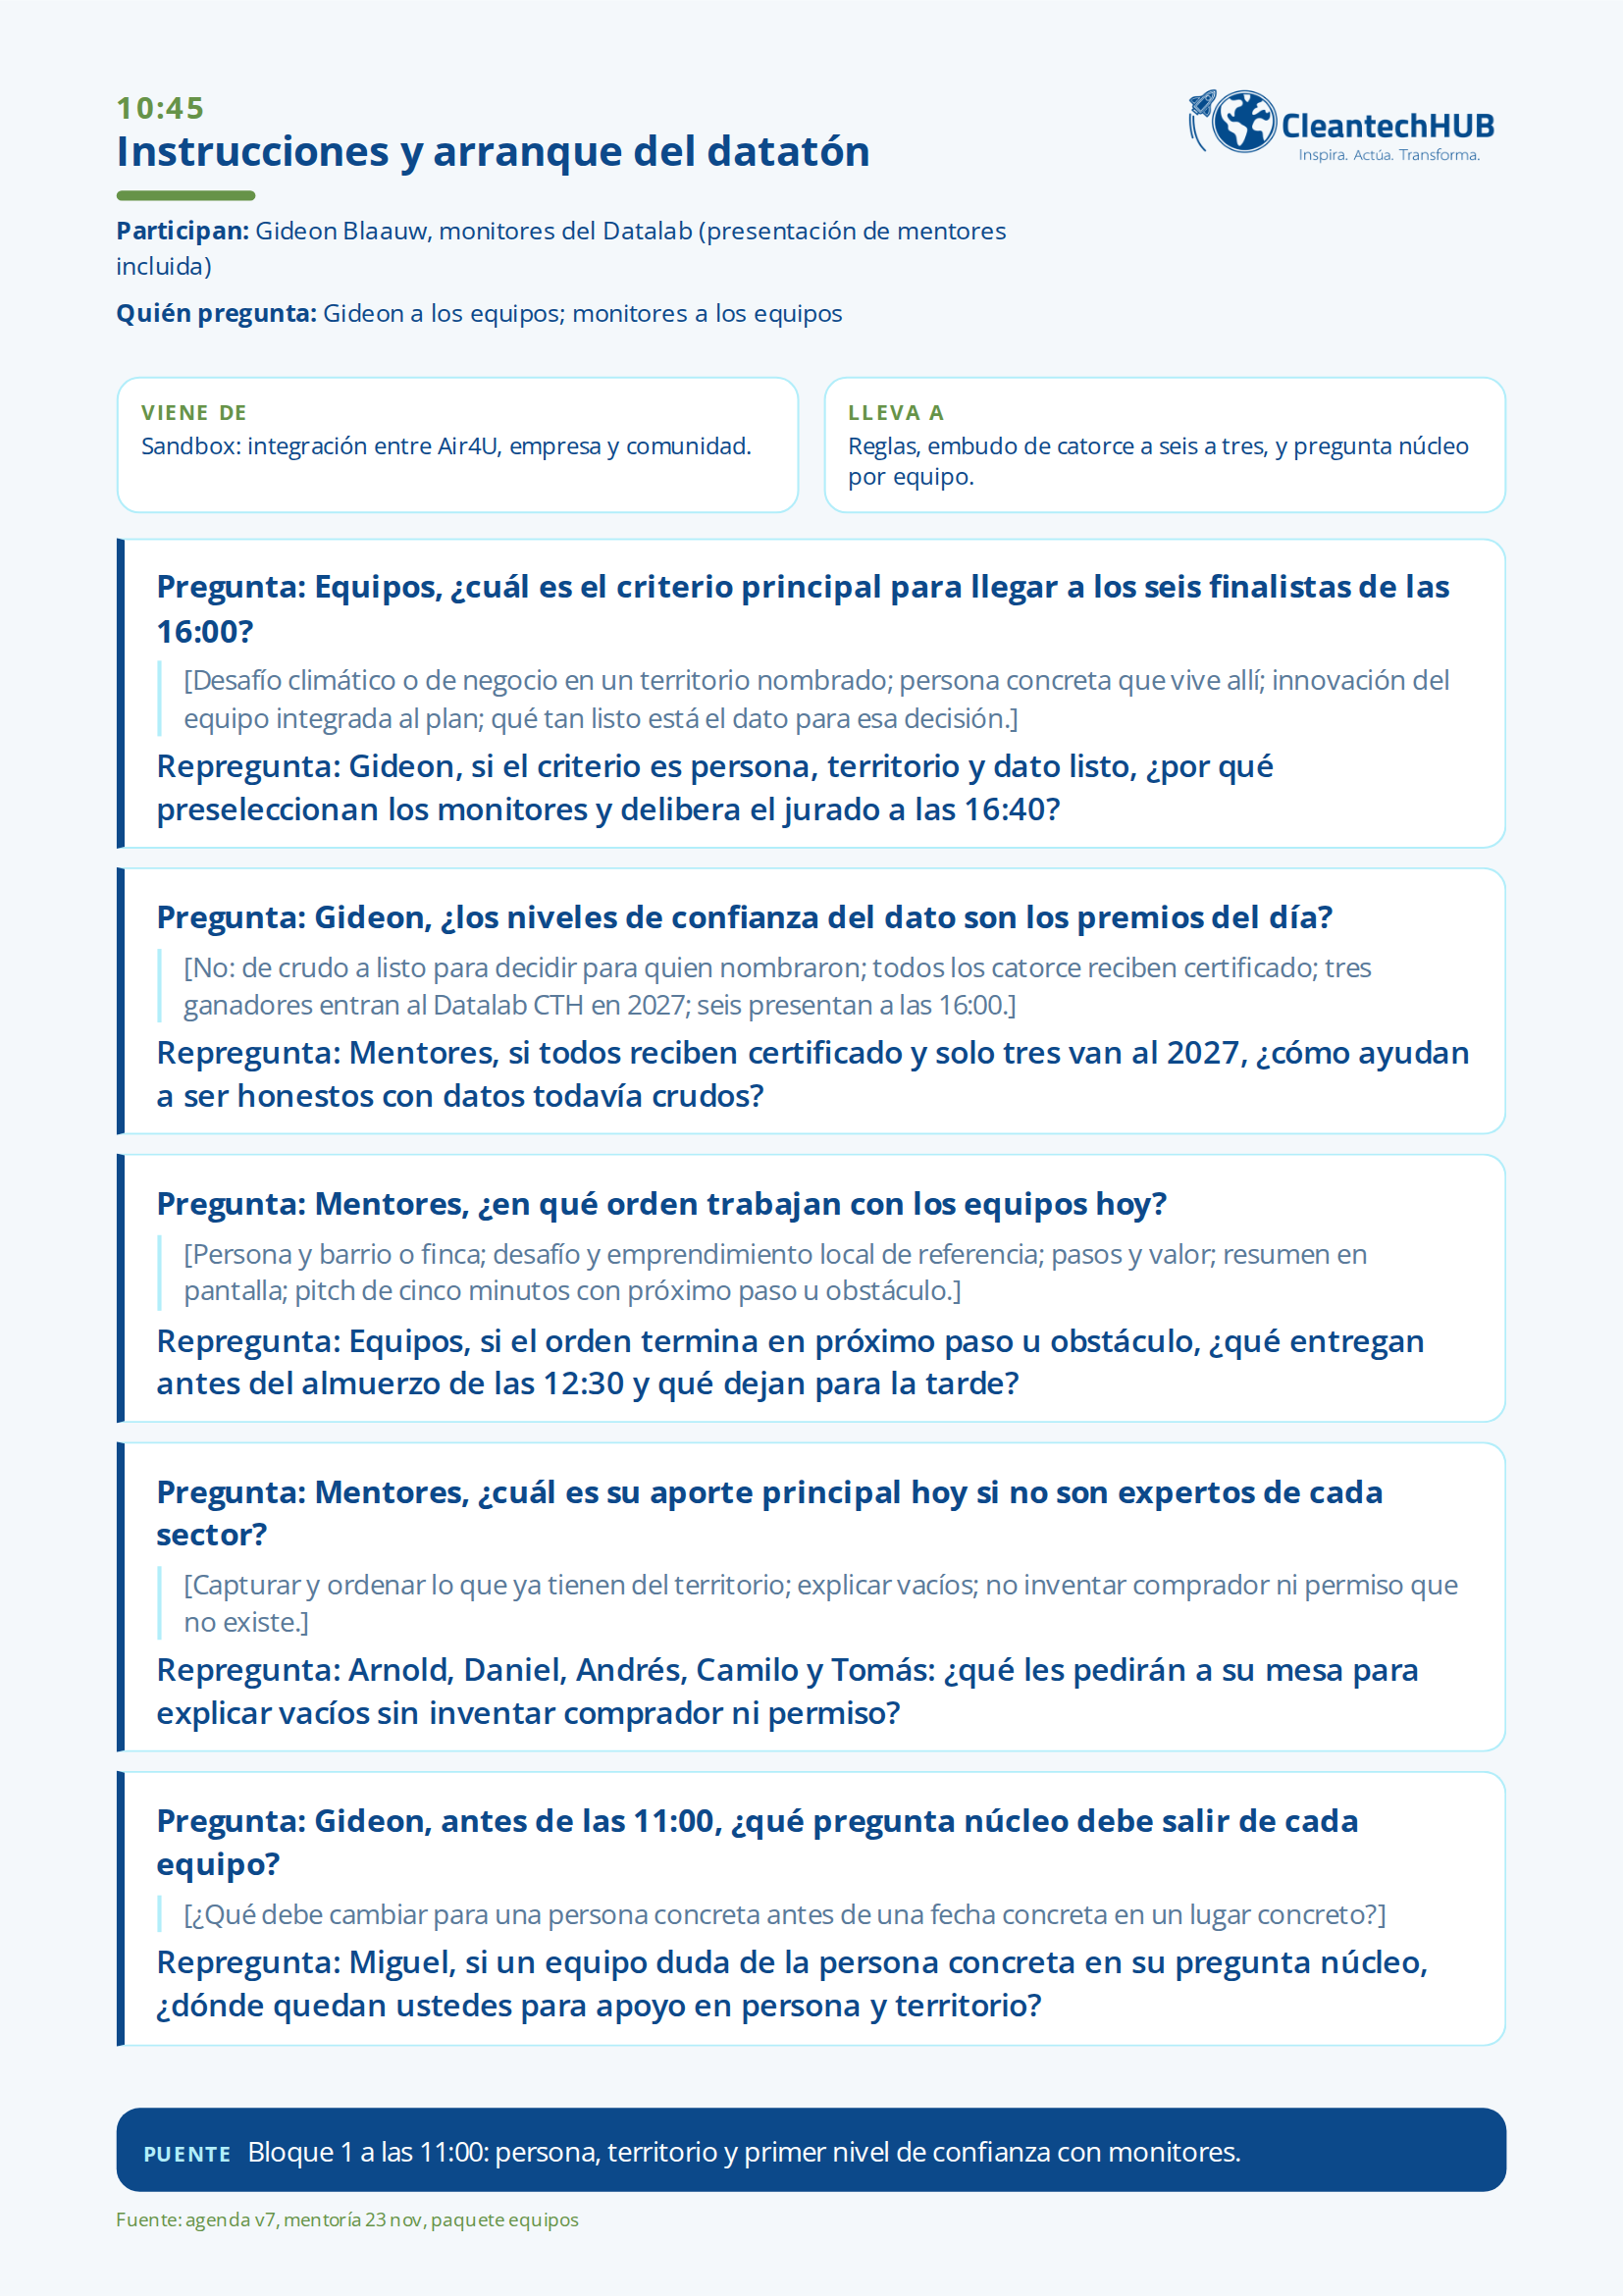 10:45
Instrucciones y arranque del datatón
CleantechHUB
Inspira. Actúa. Transforma.
Participan: Gideon Blaauw, monitores del Datalab (presentación de mentores
incluida)
Quién pregunta: Gideon a los equipos; monitores a los equipos
VIENE DE
Sandbox: integración entre Air4U, empresa y comunidad.
LLEVA A
Reglas, embudo de catorce a seis a tres, y pregunta núcleo
por equipo.
Pregunta: Equipos, ¿cuál es el criterio principal para llegar a los seis finalistas de las
16:00?
[Desafío climático o de negocio en un territorio nombrado; persona concreta que vive allí; innovación del
equipo integrada al plan; qué tan listo está el dato para esa decisión.]
Repregunta: Gideon, si el criterio es persona, territorio y dato listo, ¿por qué
preseleccionan los monitores y delibera el jurado a las 16:40?
Pregunta: Gideon, ¿los niveles de confianza del dato son los premios del día?
[No: de crudo a listo para decidir para quien nombraron; todos los catorce reciben certificado; tres
ganadores entran al Datalab CTH en 2027; seis presentan a las 16:00.]
Repregunta: Mentores, si todos reciben certificado y solo tres van al 2027, ¿cómo ayudan
a ser honestos con datos todavía crudos?
Pregunta: Mentores, ¿en qué orden trabajan con los equipos hoy?
[Persona y barrio o finca; desafío y emprendimiento local de referencia; pasos y valor; resumen en
pantalla; pitch de cinco minutos con próximo paso u obstáculo.]
Repregunta: Equipos, si el orden termina en próximo paso u obstáculo, ¿qué entregan
antes del almuerzo de las 12:30 y qué dejan para la tarde?
Pregunta: Mentores, ¿cuál es su aporte principal hoy si no son expertos de cada
sector?
[Capturar y ordenar lo que ya tienen del territorio; explicar vacíos; no inventar comprador ni permiso que
no existe.]
Repregunta: Arnold, Daniel, Andrés, Camilo y Tomás: ¿qué les pedirán a su mesa para
explicar vacíos sin inventar comprador ni permiso?
Pregunta: Gideon, antes de las 11:00, ¿qué pregunta núcleo debe salir de cada
equipo?
[¿Qué debe cambiar para una persona concreta antes de una fecha concreta en un lugar concreto?]
Repregunta: Miguel, si un equipo duda de la persona concreta en su pregunta núcleo,
¿dónde quedan ustedes para apoyo en persona y territorio?
PUENTE Bloque 1 a las 11:00: persona, territorio y primer nivel de confianza con monitores.
Fuente: agenda v7, mentoría 23 nov, paquete equipos